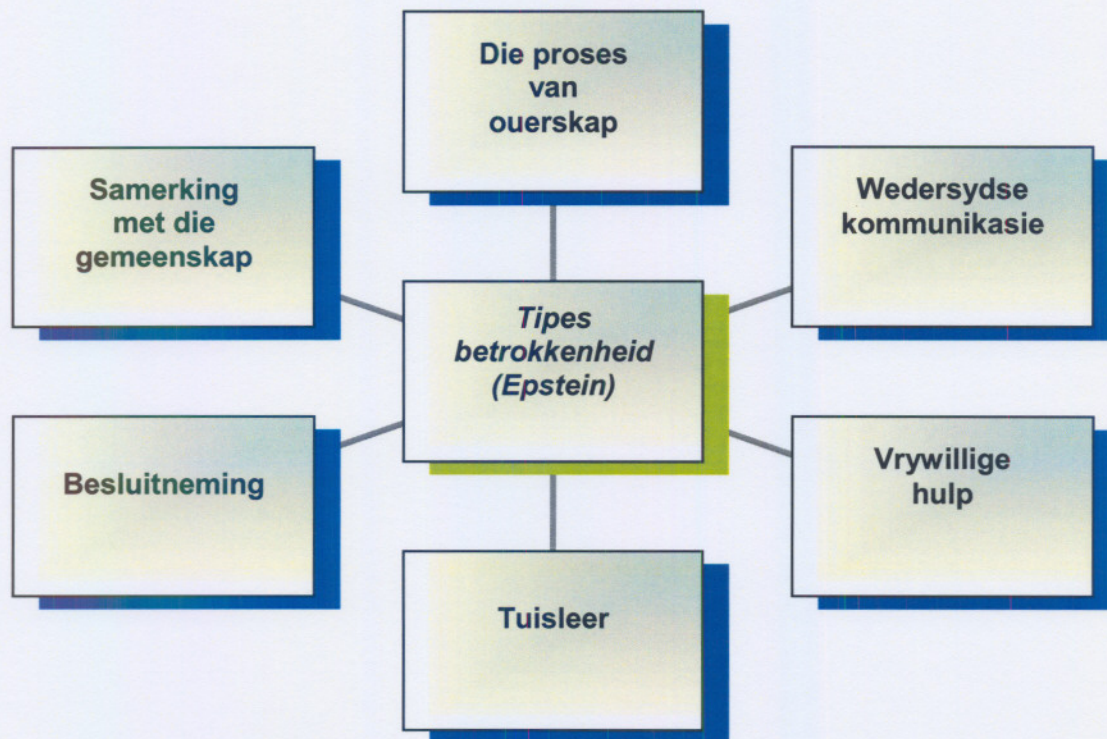 Die proses
van
ouerskap
Samerking
met die
gemeenskap
Wedersydse
kommunikasie
Tipes
betrokkenheid
(Epstein)
Besluitneming
Vrywillige
hulp
Tuisleer